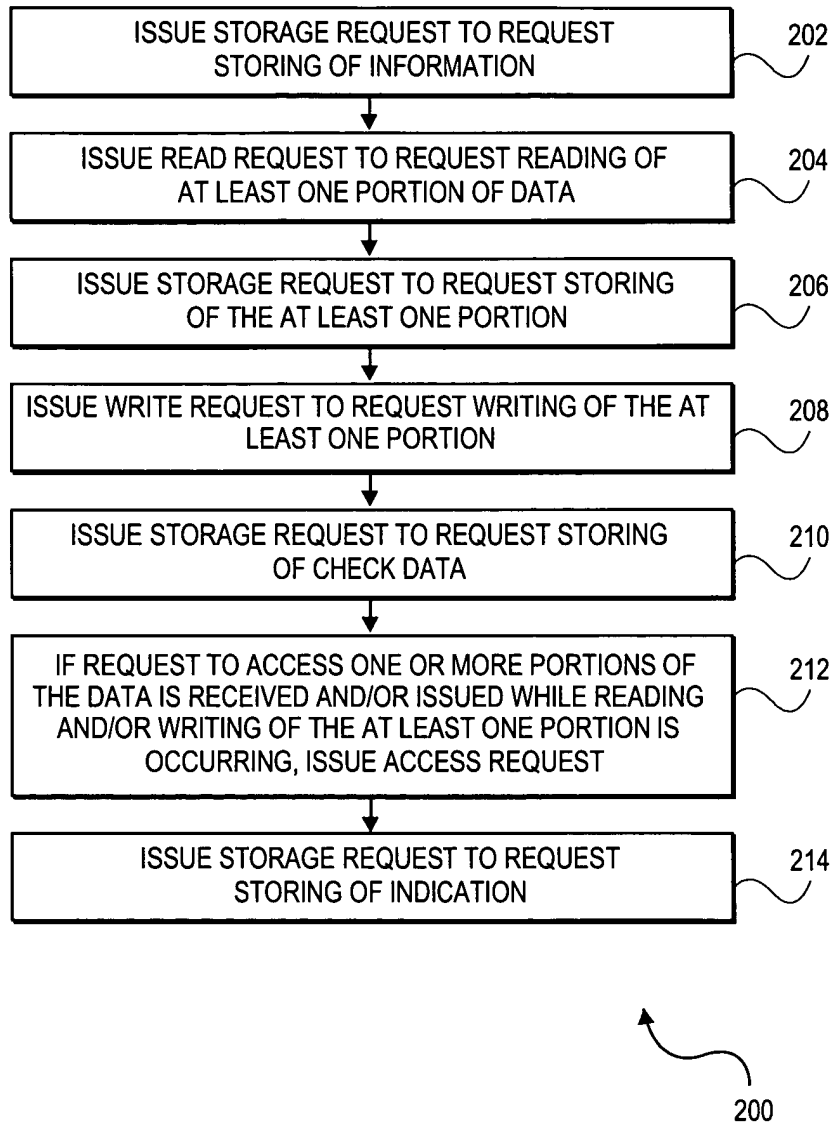 ISSUE STORAGE REQUEST TO REQUEST
STORING OF INFORMATION
202
ISSUE READ REQUEST TO REQUEST READING OF
AT LEAST ONE PORTION OF DATA
204
ISSUE STORAGE REQUEST TO REQUEST STORING
OF THE AT LEAST ONE PORTION
206
ISSUE WRITE REQUEST TO REQUEST WRITING OF THE AT
LEAST ONE PORTION
208
ISSUE STORAGE REQUEST TO REQUEST STORING
OF CHECK DATA
210
IF REQUEST TO ACCESS ONE OR MORE PORTIONS OF
THE DATA IS RECEIVED AND/OR ISSUED WHILE READING
AND/OR WRITING OF THE AT LEAST ONE PORTION IS
OCCURRING, ISSUE ACCESS REQUEST
212
ISSUE STORAGE REQUEST TO REQUEST
STORING OF INDICATION
214
200